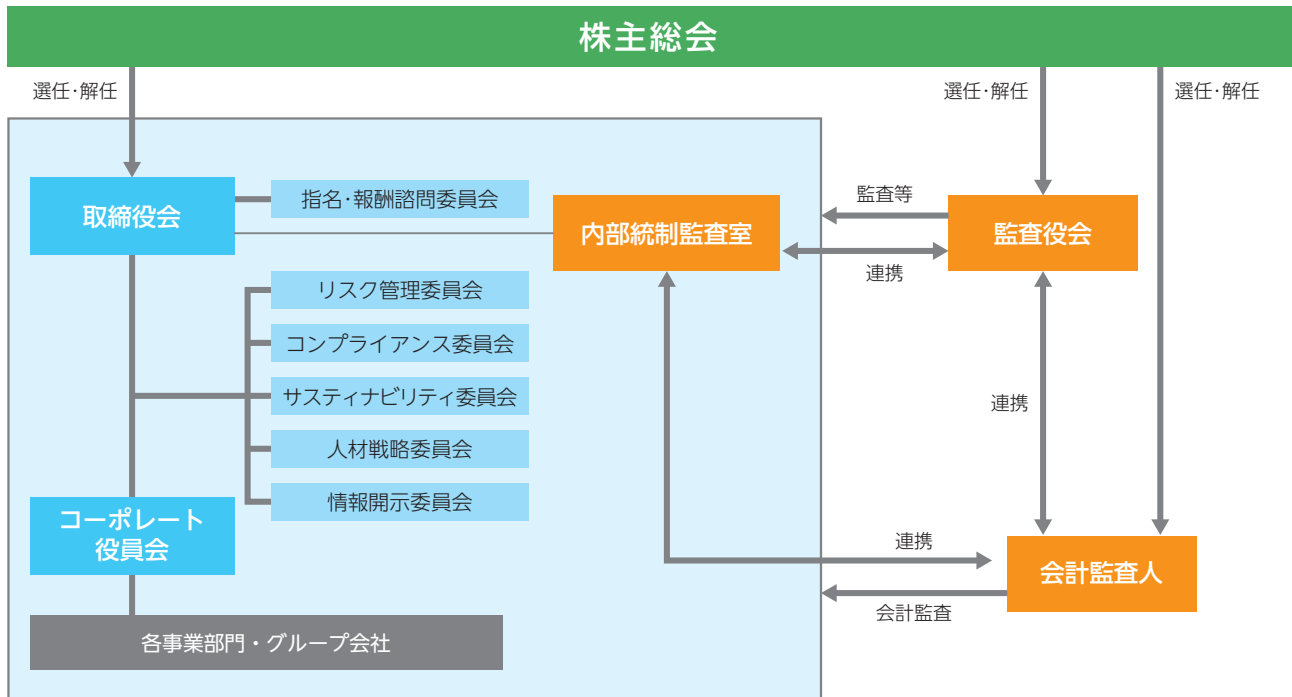 株主総会
選任・解任
選任・解任
選任・解任
取締役会
指名・報酬諮問委員会
内部統制監査室
監査等
監査役会
連携
リスク管理委員会
コンプライアンス委員会
サスティナビリティ委員会
人材戦略委員会
情報開示委員会
連携
コーポレート
役員会
連携
会計監査人
会計監査
各事業部門・グループ会社